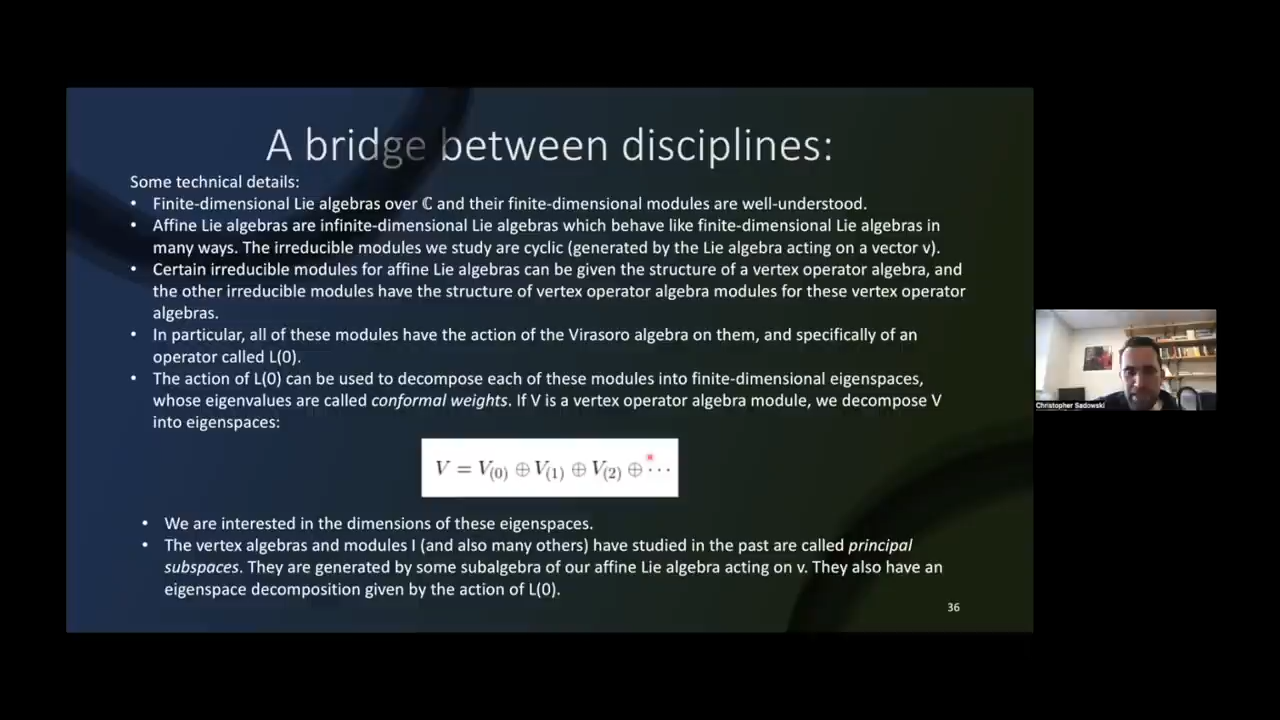 A bridge between disciplines:
Some technical details:
• Finite-dimensional Lie algebras over ℂ and their finite-dimensional modules are well-understood.
• Affine Lie algebras are infinite-dimensional Lie algebras which behave like finite-dimensional Lie algebras in
many ways. The irreducible modules we study are cyclic (generated by the Lie algebra acting on a vector v).
• Certain irreducible modules for affine Lie algebras can be given the structure of a vertex operator algebra, and
the other irreducible modules have the structure of vertex operator algebra modules for these vertex operator
algebras.
• In particular, all of these modules have the action of the Virasoro algebra on them, and specifically of an
operator called L(0).
• The action of L(0) can be used to decompose each of these modules into finite-dimensional eigenspaces,
whose eigenvalues are called conformal weights. If V is a vertex operator algebra module, we decompose V
into eigenspaces:
V = V₍₀₎ ⊕ V₍₁₎ ⊕ V₍₂₎ ⊕ ⋯
• We are interested in the dimensions of these eigenspaces.
• The vertex algebras and modules I (and also many others) have studied in the past are called principal
subspaces. They are generated by some subalgebra of our affine Lie algebra acting on v. They also have an
eigenspace decomposition given by the action of L(0).
36
Christopher Sadowski